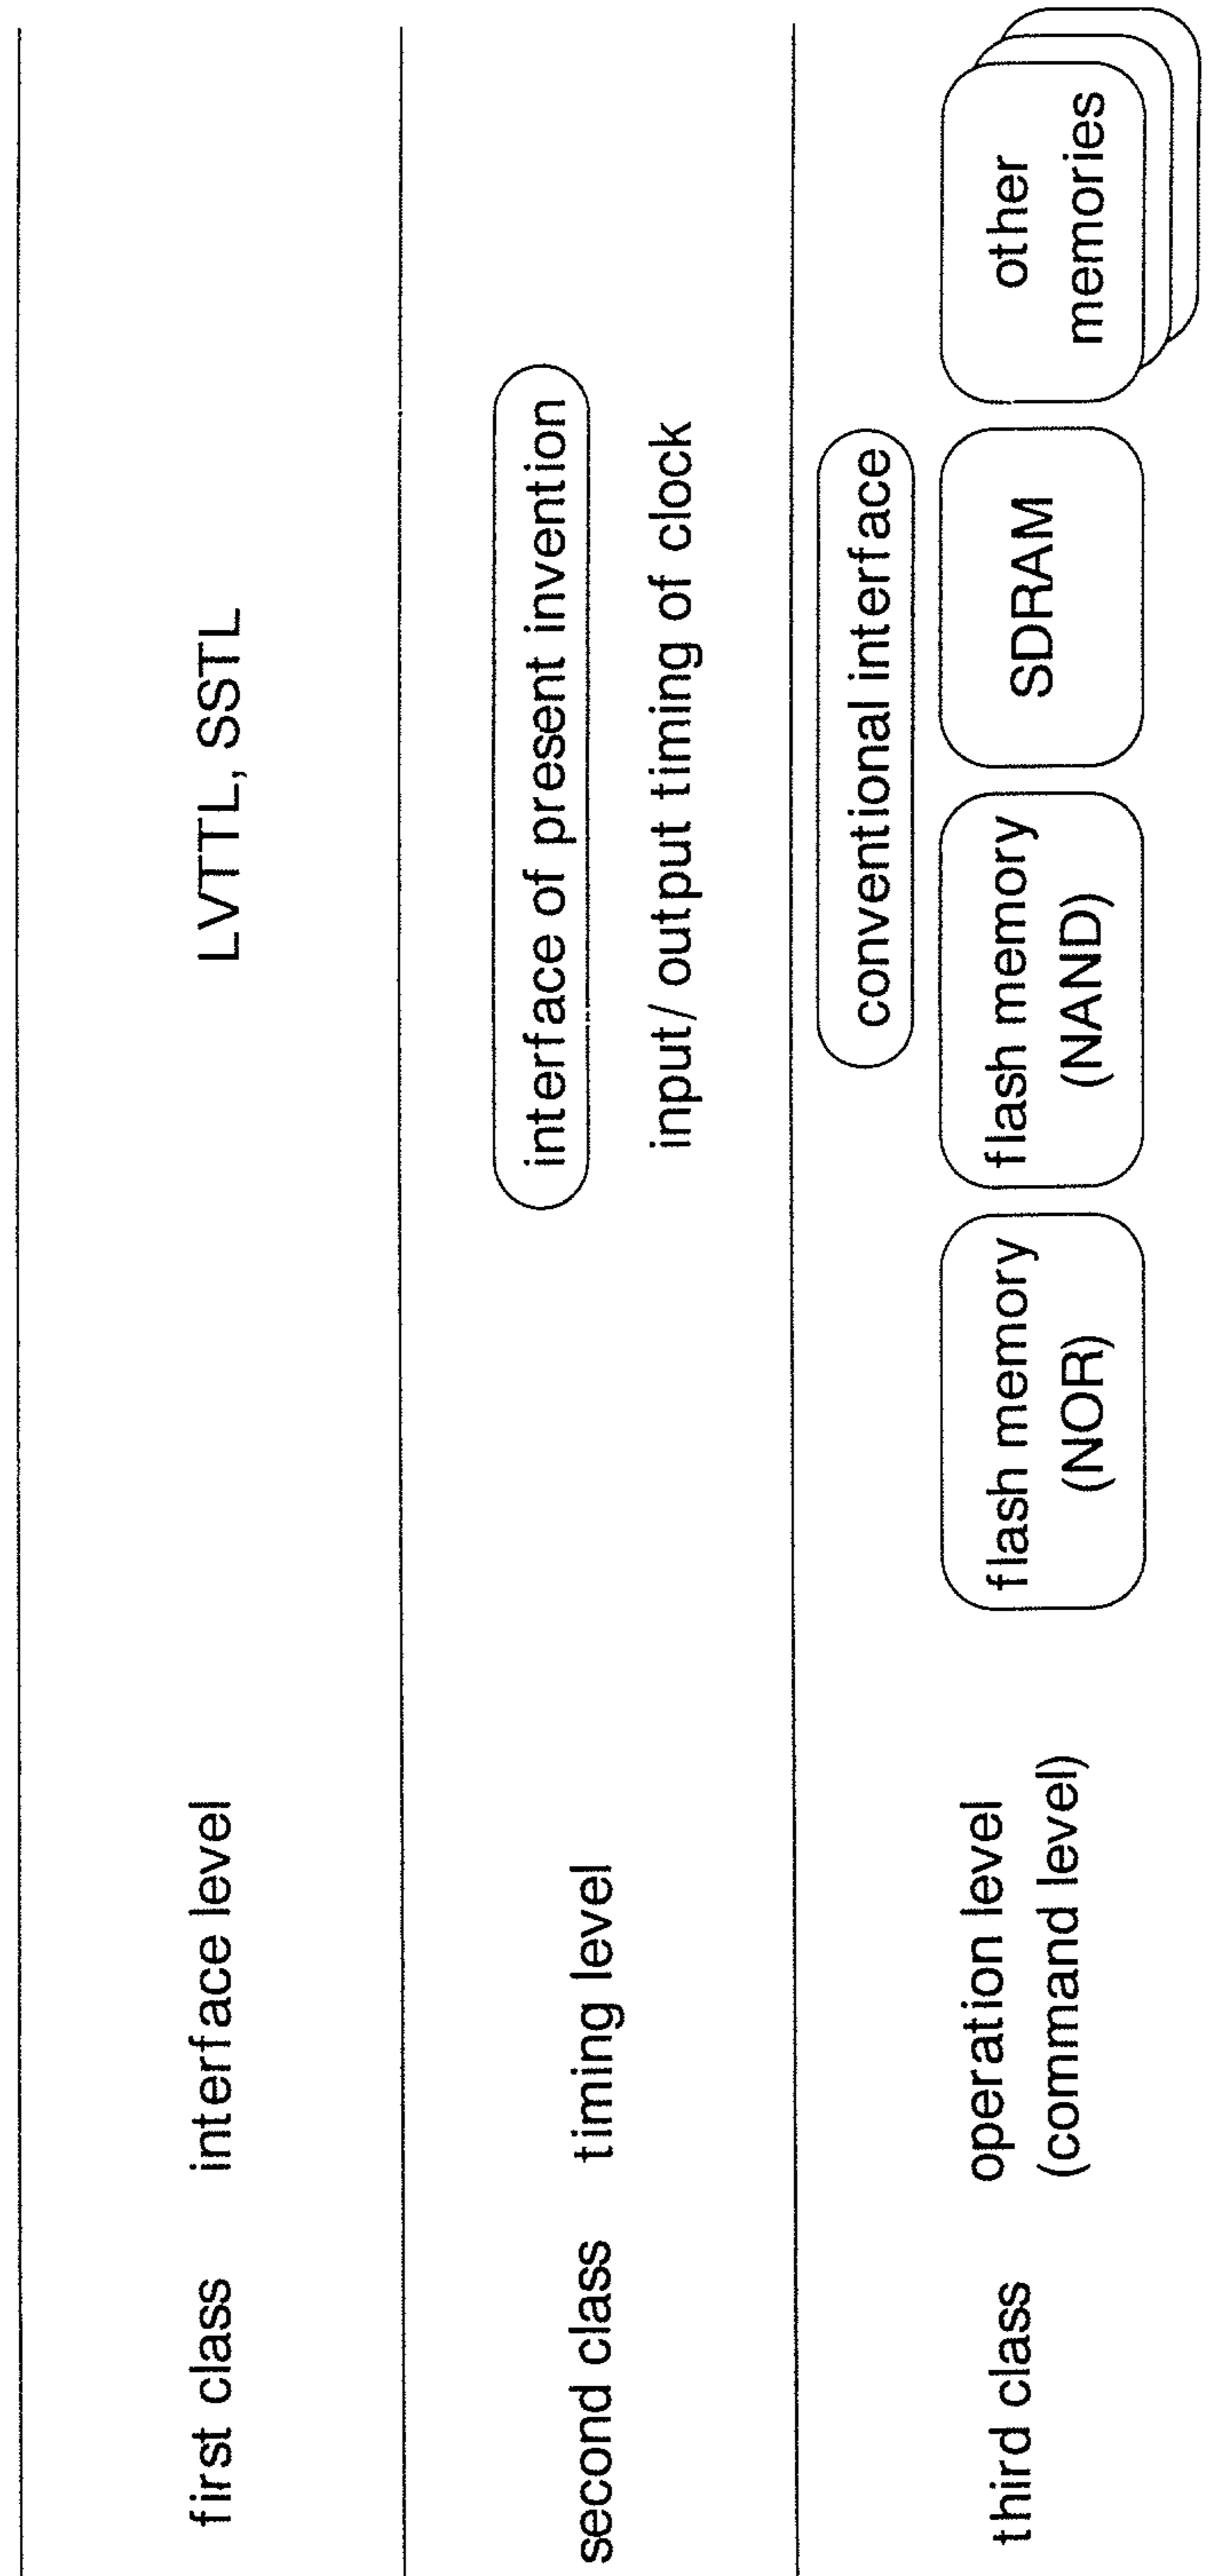 first class
interface level
LVTTL, SSTL
second class
timing level
interface of present invention
input/ output timing of clock
third class
operation level
(command level)
conventional interface
flash memory
(NOR)
flash memory
(NAND)
SDRAM
other
memories